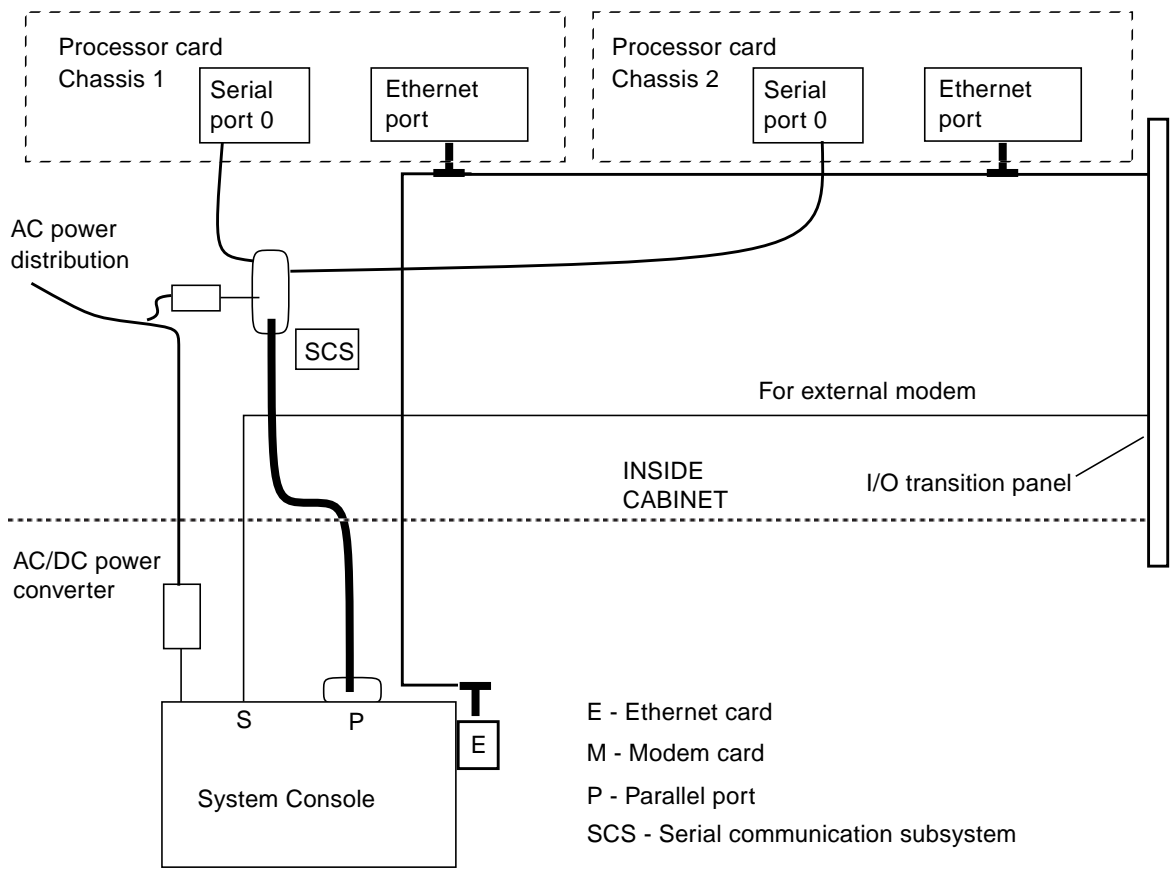 Processor card
Chassis 1
Serial
port 0
Ethernet
port
Processor card
Chassis 2
Serial
port 0
Ethernet
port
AC power
distribution
SCS
For external modem
I/O transition panel
INSIDE
CABINET
AC/DC power
converter
S
P
E
System Console
E - Ethernet card
M - Modem card
P - Parallel port
SCS - Serial communication subsystem